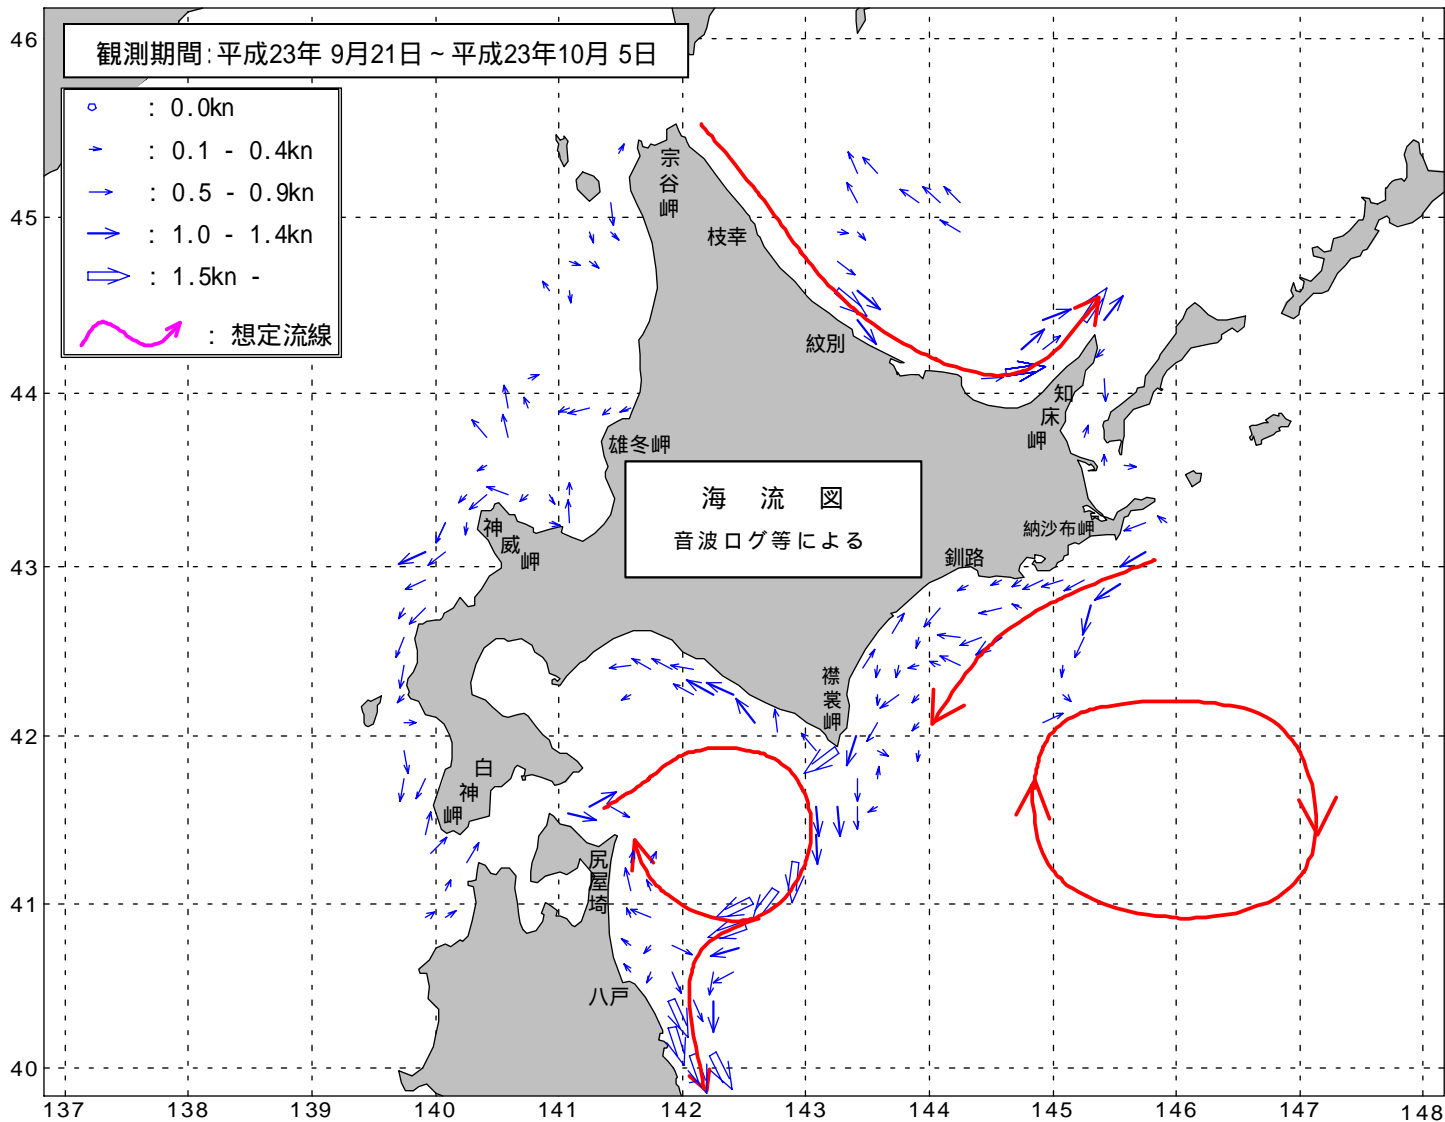 観測期間:平成23年 9月21日 ~ 平成23年10月 5日
: 0.0kn
: 0.1 - 0.4kn
: 0.5 - 0.9kn
: 1.0 - 1.4kn
: 1.5kn -
: 想定流線
46
45
44
43
42
41
40
宗谷岬
枝幸
紋別
知床岬
雄冬岬
海 流 図
音波ログ等による
納沙布岬
神威岬
釧路
襟裳岬
白神岬
尻屋埼
八戸
137
138
139
140
141
142
143
144
145
146
147
148